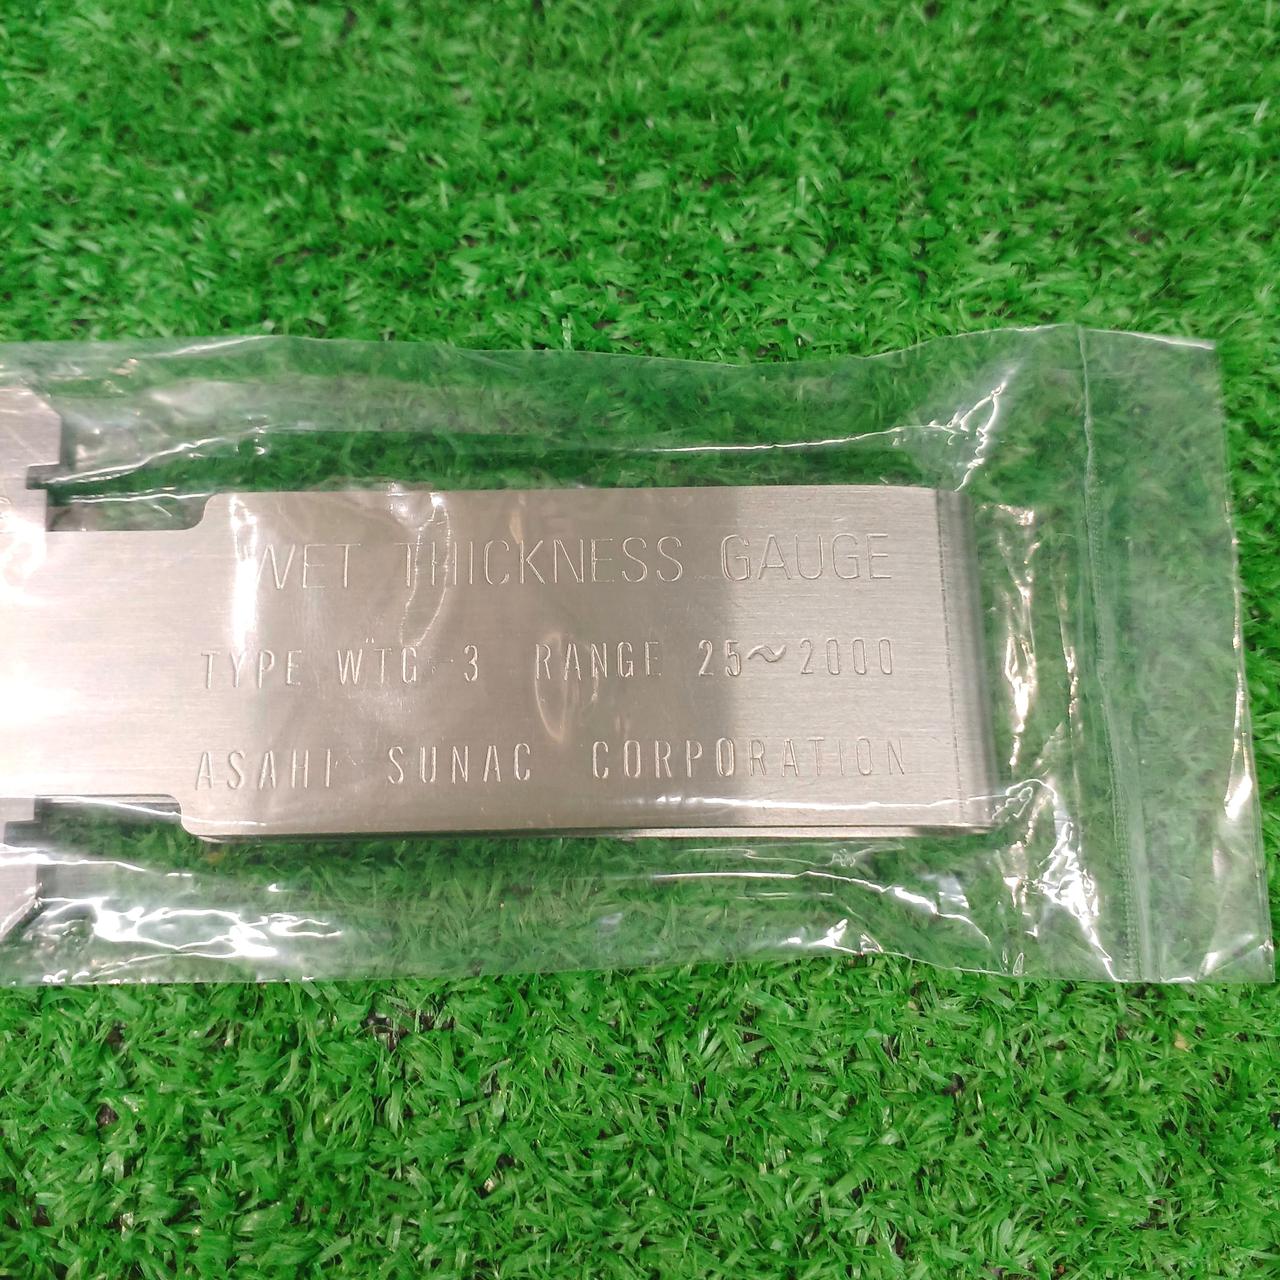 WET THICKNESS GAUGE
TYPE WTG-3 RANGE 25~2000
ASAHI SUNAC CORPORATION